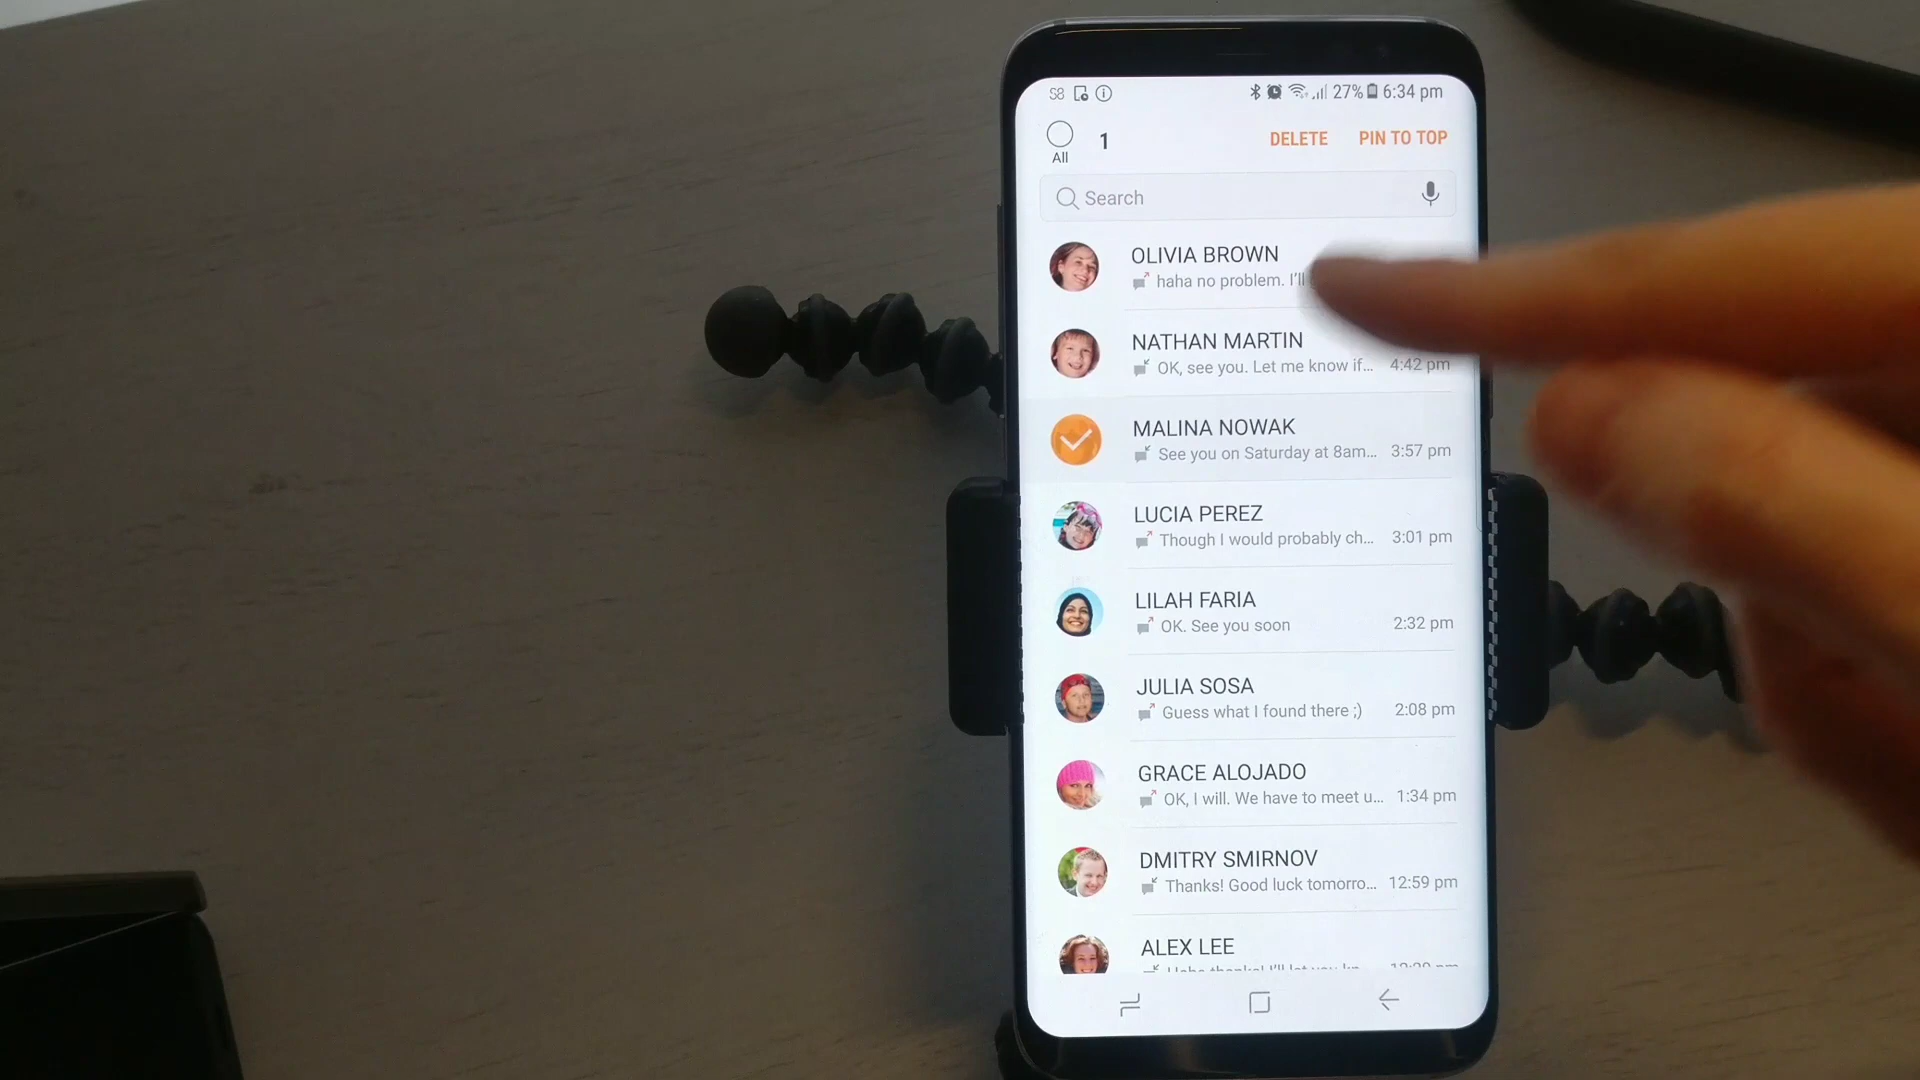 S8 27% 6:34 pm
All 1 DELETE PIN TO TOP
Search
OLIVIA BROWN
haha no problem. I'll
NATHAN MARTIN
OK, see you. Let me know if... 4:42 pm
MALINA NOWAK
See you on Saturday at 8am... 3:57 pm
LUCIA PEREZ
Though I would probably ch... 3:01 pm
LILAH FARIA
OK. See you soon 2:32 pm
JULIA SOSA
Guess what I found there ;) 2:08 pm
GRACE ALOJADO
OK, I will. We have to meet u... 1:34 pm
DMITRY SMIRNOV
Thanks! Good luck tomorro... 12:59 pm
ALEX LEE